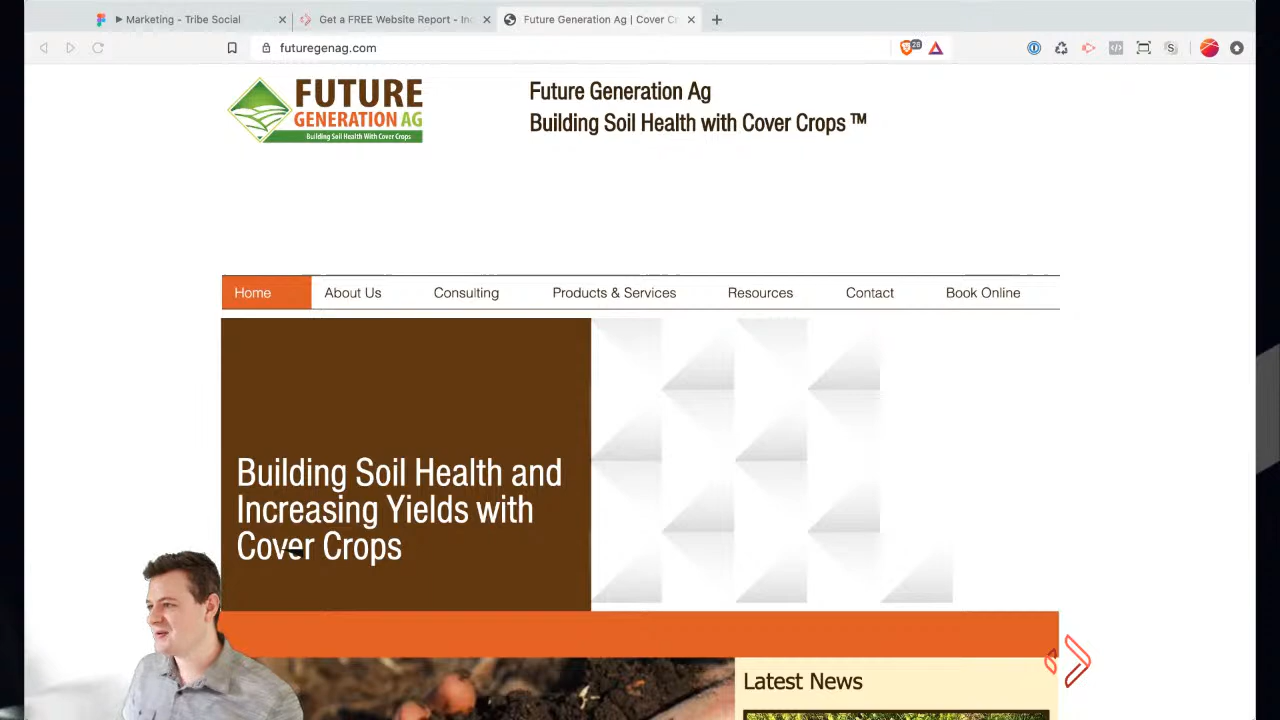 ▶ Marketing - Tribe Social
Get a FREE Website Report - Inc
Future Generation Ag | Cover Cr
futuregenag.com
28
S
FUTURE
GENERATION AG
Building Soil Health With Cover Crops
Future Generation Ag
Building Soil Health with Cover Crops ™
Home
About Us
Consulting
Products & Services
Resources
Contact
Book Online
Building Soil Health and
Increasing Yields with
Cover Crops
Latest News